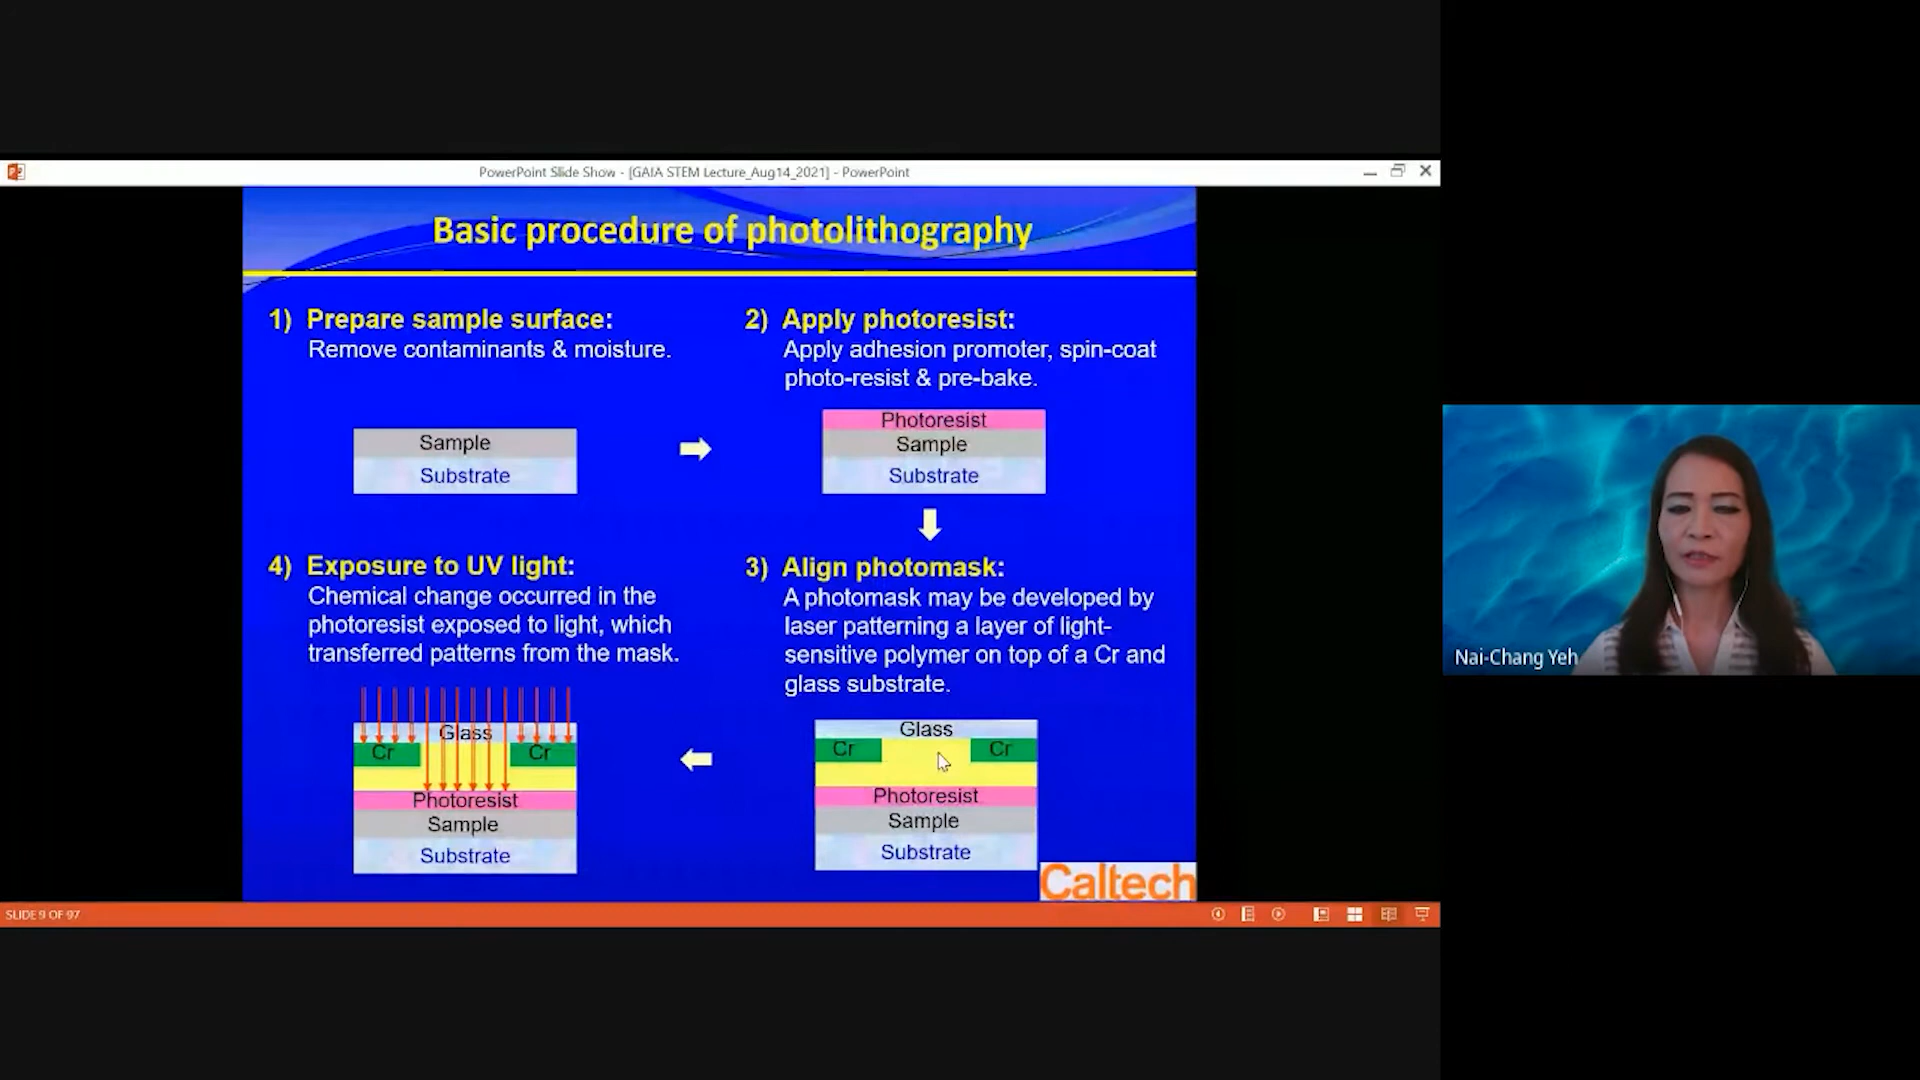 PowerPoint Slide Show - [GAIA STEM Lecture_Aug14_2021] - PowerPoint
Basic procedure of photolithography
1) Prepare sample surface:
Remove contaminants & moisture.
Sample
Substrate
2) Apply photoresist:
Apply adhesion promoter, spin-coat
photo-resist & pre-bake.
Photoresist
Sample
Substrate
3) Align photomask:
A photomask may be developed by
laser patterning a layer of light-
sensitive polymer on top of a Cr and
glass substrate.
Glass
Cr Cr
Photoresist
Sample
Substrate
4) Exposure to UV light:
Chemical change occurred in the
photoresist exposed to light, which
transferred patterns from the mask.
Glass
Cr Cr
Photoresist
Sample
Substrate
Caltech
SLIDE 9 OF 97
Nai-Chang Yeh